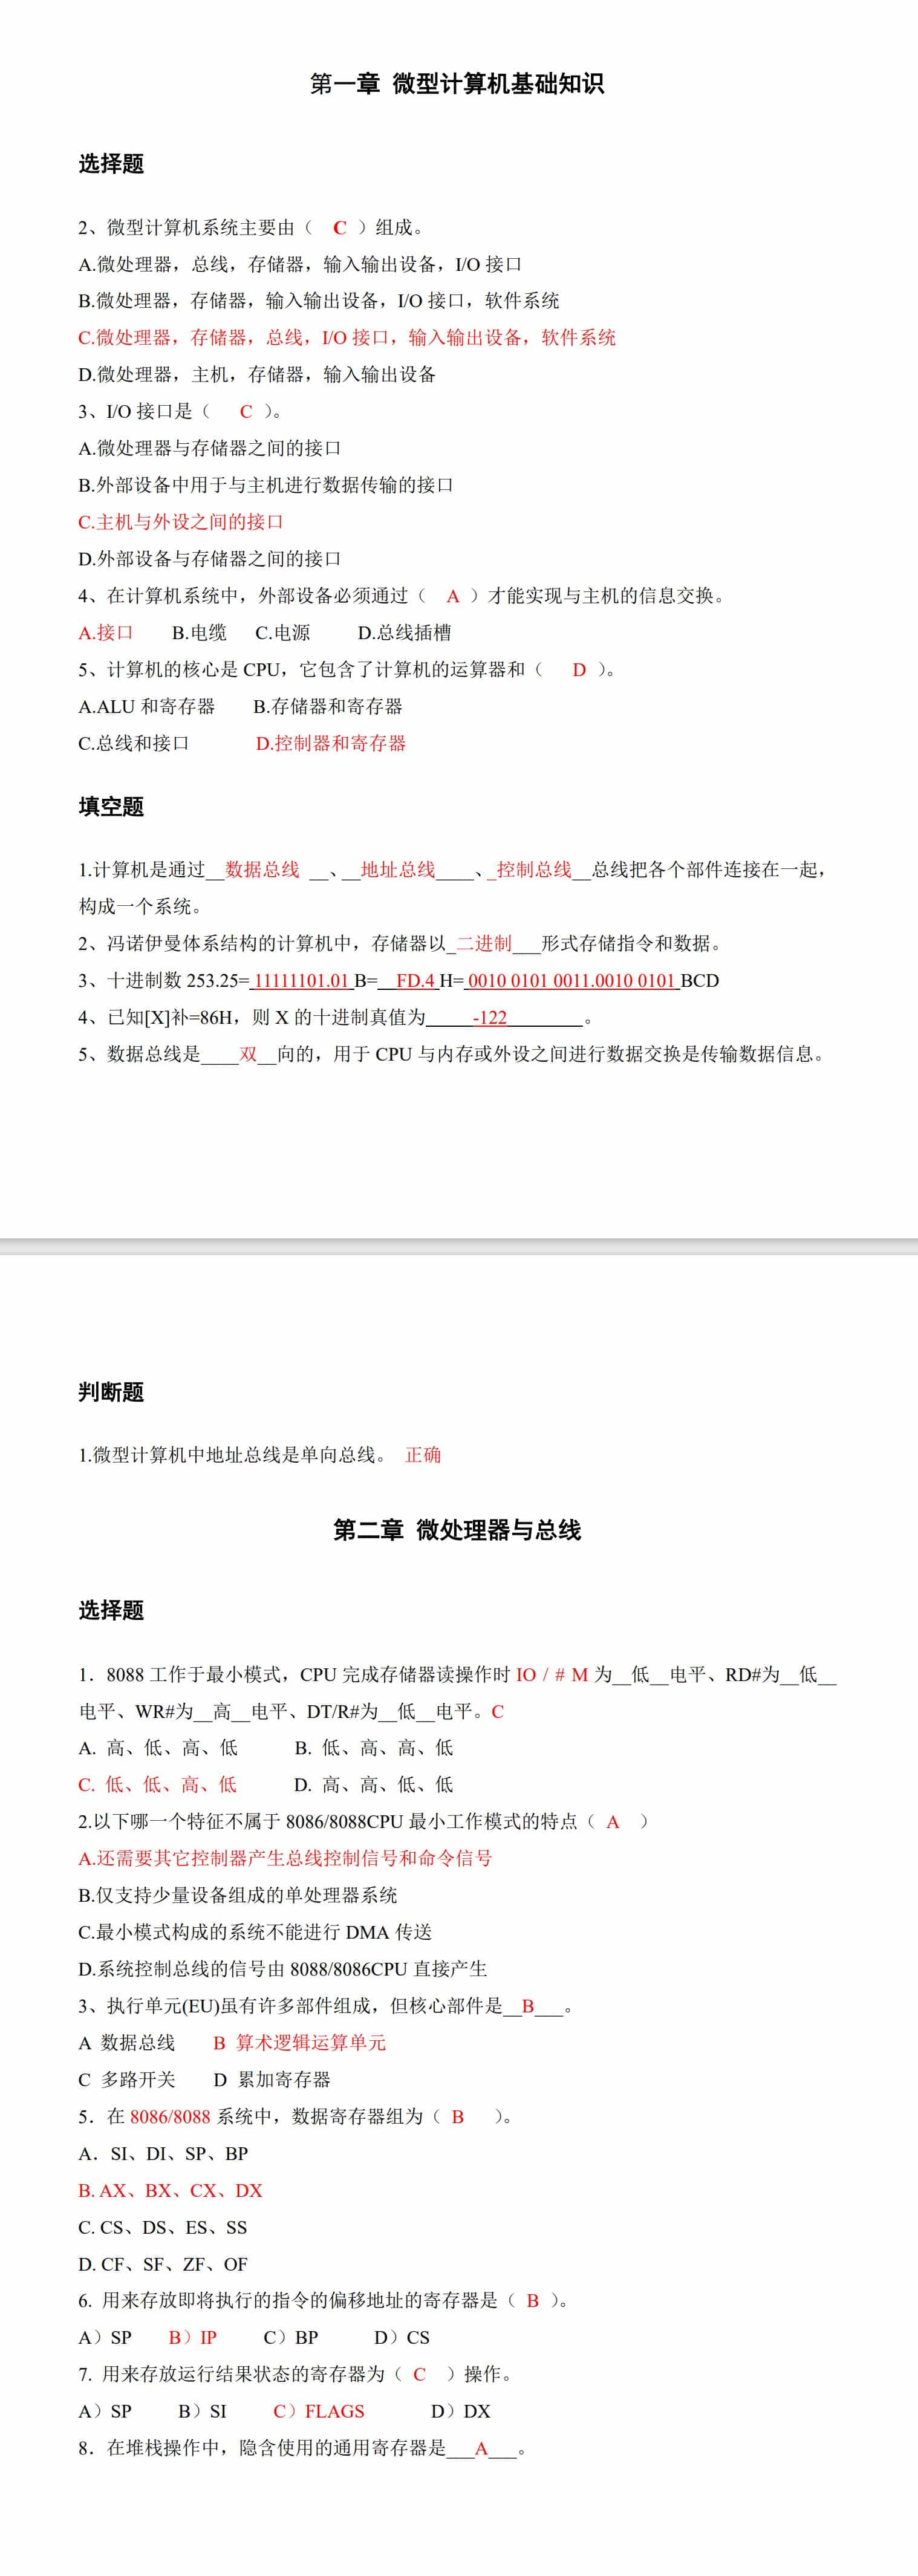 第一章 微型计算机基础知识
选择题
2、微型计算机系统主要由（ C ）组成。
A.微处理器，总线，存储器，输入输出设备，I/O 接口
B.微处理器，存储器，输入输出设备，I/O 接口，软件系统
C.微处理器，存储器，总线，I/O 接口，输入输出设备，软件系统
D.微处理器，主机，存储器，输入输出设备
3、I/O 接口是（ C ）。
A.微处理器与存储器之间的接口
B.外部设备中用于与主机进行数据传输的接口
C.主机与外设之间的接口
D.外部设备与存储器之间的接口
4、在计算机系统中，外部设备必须通过（ A ）才能实现与主机的信息交换。
A.接口 B.电缆 C.电源 D.总线插槽
5、计算机的核心是 CPU，它包含了计算机的运算器和（ D ）。
A.ALU 和寄存器 B.存储器和寄存器
C.总线和接口 D.控制器和寄存器
填空题
1.计算机是通过__数据总线 __、__地址总线____、_控制总线__总线把各个部件连接在一起，
构成一个系统。
2、冯诺伊曼体系结构的计算机中，存储器以_二进制___形式存储指令和数据。
3、十进制数 253.25= 11111101.01 B=__FD.4 H= 0010 0101 0011.0010 0101 BCD
4、已知[X]补=86H，则 X 的十进制真值为_____-122________。
5、数据总线是____双__向的，用于 CPU 与内存或外设之间进行数据交换是传输数据信息。
判断题
1.微型计算机中地址总线是单向总线。 正确
第二章 微处理器与总线
选择题
1．8088 工作于最小模式，CPU 完成存储器读操作时 IO / # M 为__低__电平、RD#为__低__
电平、WR#为__高__电平、DT/R#为__低__电平。C
A. 高、低、高、低 B. 低、高、高、低
C. 低、低、高、低 D. 高、高、低、低
2.以下哪一个特征不属于 8086/8088CPU 最小工作模式的特点（ A ）
A.还需要其它控制器产生总线控制信号和命令信号
B.仅支持少量设备组成的单处理器系统
C.最小模式构成的系统不能进行 DMA 传送
D.系统控制总线的信号由 8088/8086CPU 直接产生
3、执行单元(EU)虽有许多部件组成，但核心部件是__B___。
A 数据总线 B 算术逻辑运算单元
C 多路开关 D 累加寄存器
5．在 8086/8088 系统中，数据寄存器组为（ B ）。
A．SI、DI、SP、BP
B. AX、BX、CX、DX
C. CS、DS、ES、SS
D. CF、SF、ZF、OF
6. 用来存放即将执行的指令的偏移地址的寄存器是（ B ）。
A）SP B）IP C）BP D）CS
7. 用来存放运行结果状态的寄存器为（ C ）操作。
A）SP B）SI C）FLAGS D）DX
8．在堆栈操作中，隐含使用的通用寄存器是___A___。